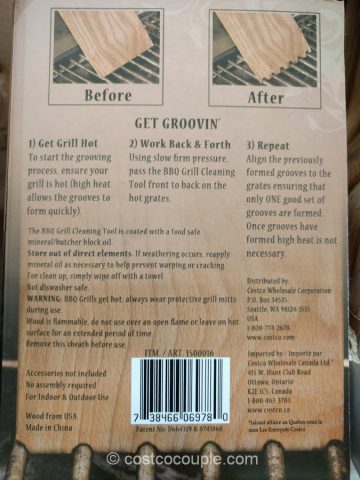 Before
After
GET GROOVIN'
1) Get Grill Hot
To start the grooving
process, ensure your
grill is hot (high heat
allows the grooves to
form quickly).
2) Work Back & Forth
Using slow firm pressure,
pass the BBQ Grill Cleaning
Tool front to back on the
hot grates.
3) Repeat
Align the previously
formed grooves to the
grates ensuring that
only ONE good set of
grooves are formed.
Once grooves have
formed high heat is not
necessary.
The BBQ Grill Cleaning Tool is coated with a food safe
mineral/butcher block oil.
Store out of direct elements. If weathering occurs, reapply
mineral oil as necessary to help prevent warping or cracking.
For clean up, simply wipe off with a towel.
Not dishwasher safe.
WARNING: BBQ Grills get hot; always wear protective grill mitts
during use.
Wood is flammable, do not use over an open flame or leave on hot
surface for an extended period of time.
Remove this sheath before use.
Distributed by:
Costco Wholesale Corporation
P.O. Box 34535
Seattle, WA 98124-1535
USA
1-800-774-2678
www.costco.com
ITM. / ART. 1500016
Accessories not included
No assembly required
For Indoor & Outdoor Use
Wood from USA
Made in China
7 38466 06978 0
Patent No D664319 & 8741068
Imported by / Importe par
Costco Wholesale Canada Ltd.*
415 W. Hunt Club Road
Ottawa, Ontario
K2E 1C5, Canada
1-800-463-3783
www.costco.ca
*faisant affaire au Québec sous le
nom Les Entrepôts Costco
© costcocouple.com